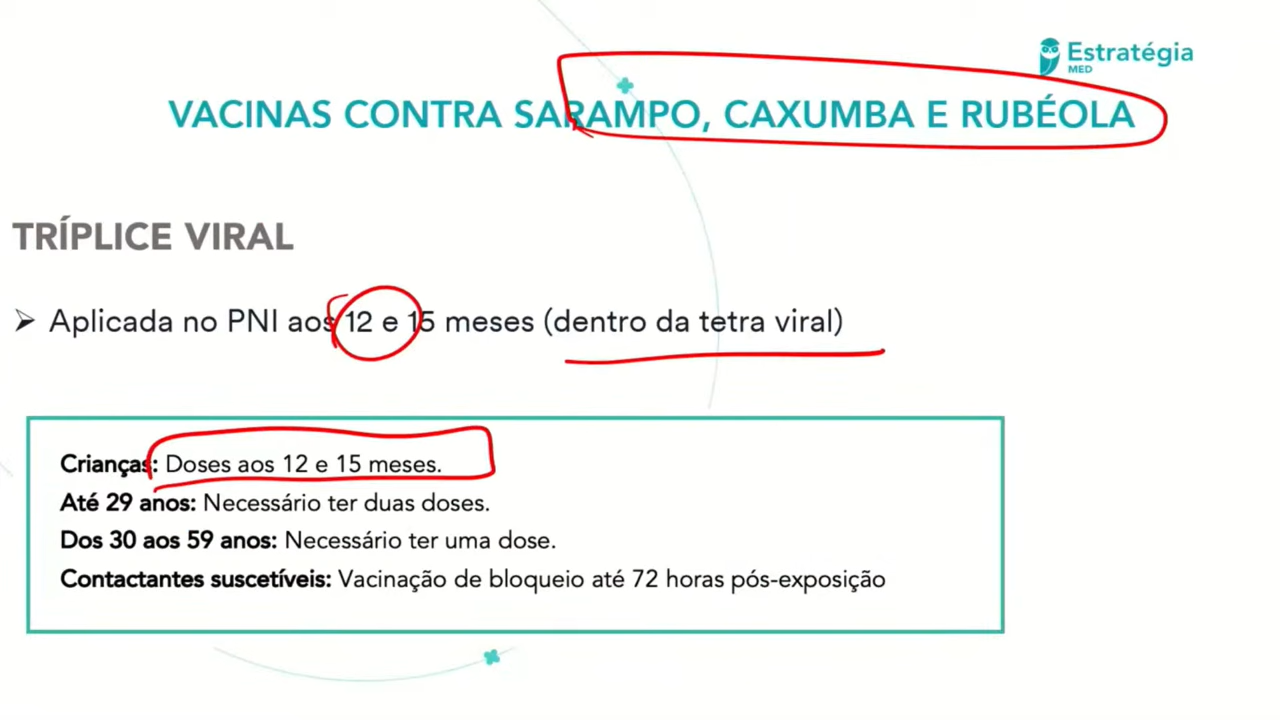 Estratégia
MED
VACINAS CONTRA SARAMPO, CAXUMBA E RUBÉOLA
TRÍPLICE VIRAL
➢ Aplicada no PNI aos 12 e 15 meses (dentro da tetra viral)
Crianças: Doses aos 12 e 15 meses.
Até 29 anos: Necessário ter duas doses.
Dos 30 aos 59 anos: Necessário ter uma dose.
Contactantes suscetíveis: Vacinação de bloqueio até 72 horas pós-exposição